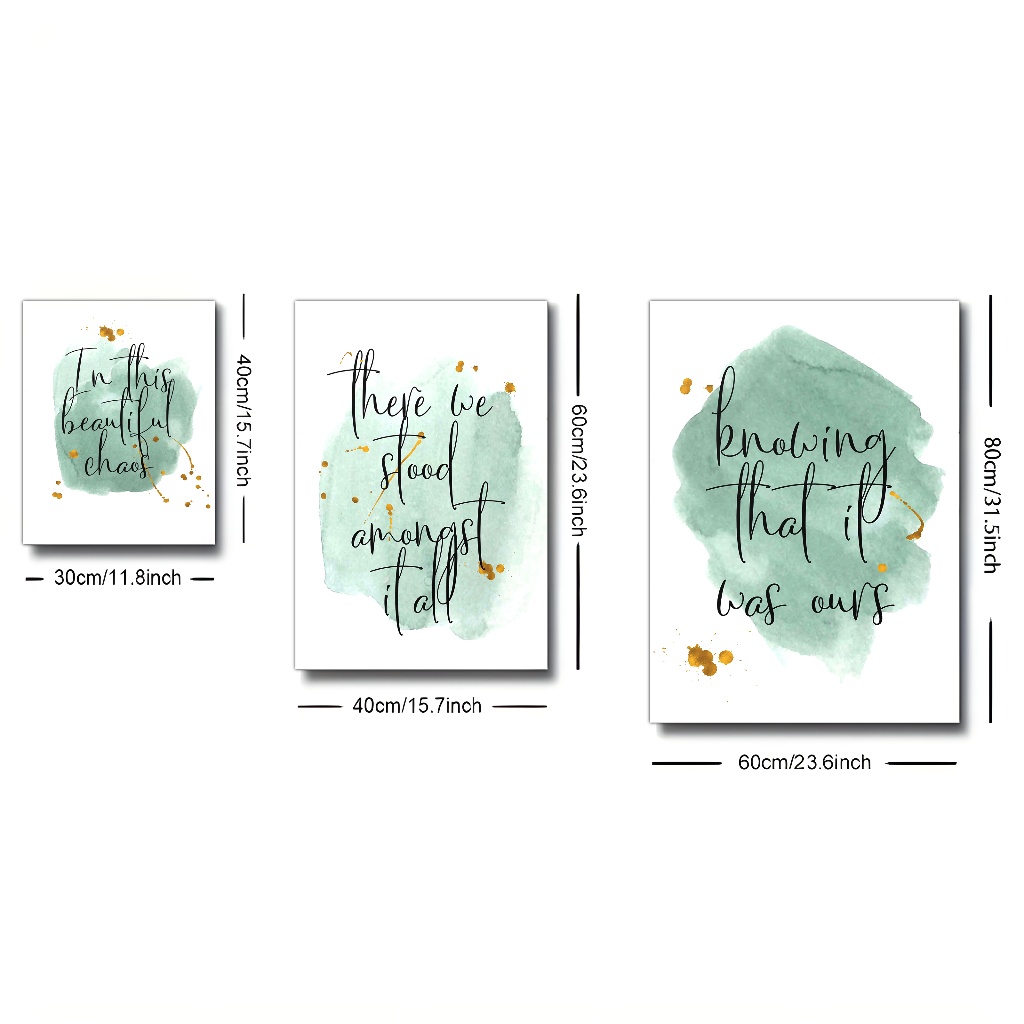 In this
beautiful
chaos
40cm/15.7inch
30cm/11.8inch
there we
stood
amongst
it all
60cm/23.6inch
40cm/15.7inch
knowing
that it
was ours
80cm/31.5inch
60cm/23.6inch